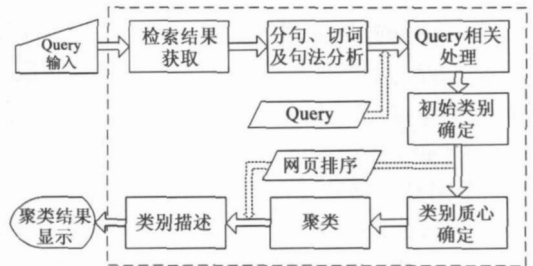 Query
输入
检索结果
获取
分句、切词
及句法分析
Query相关
处理
Query
初始类别
确定
网页排序
聚类结果
显示
类别描述
聚类
类别质心
确定